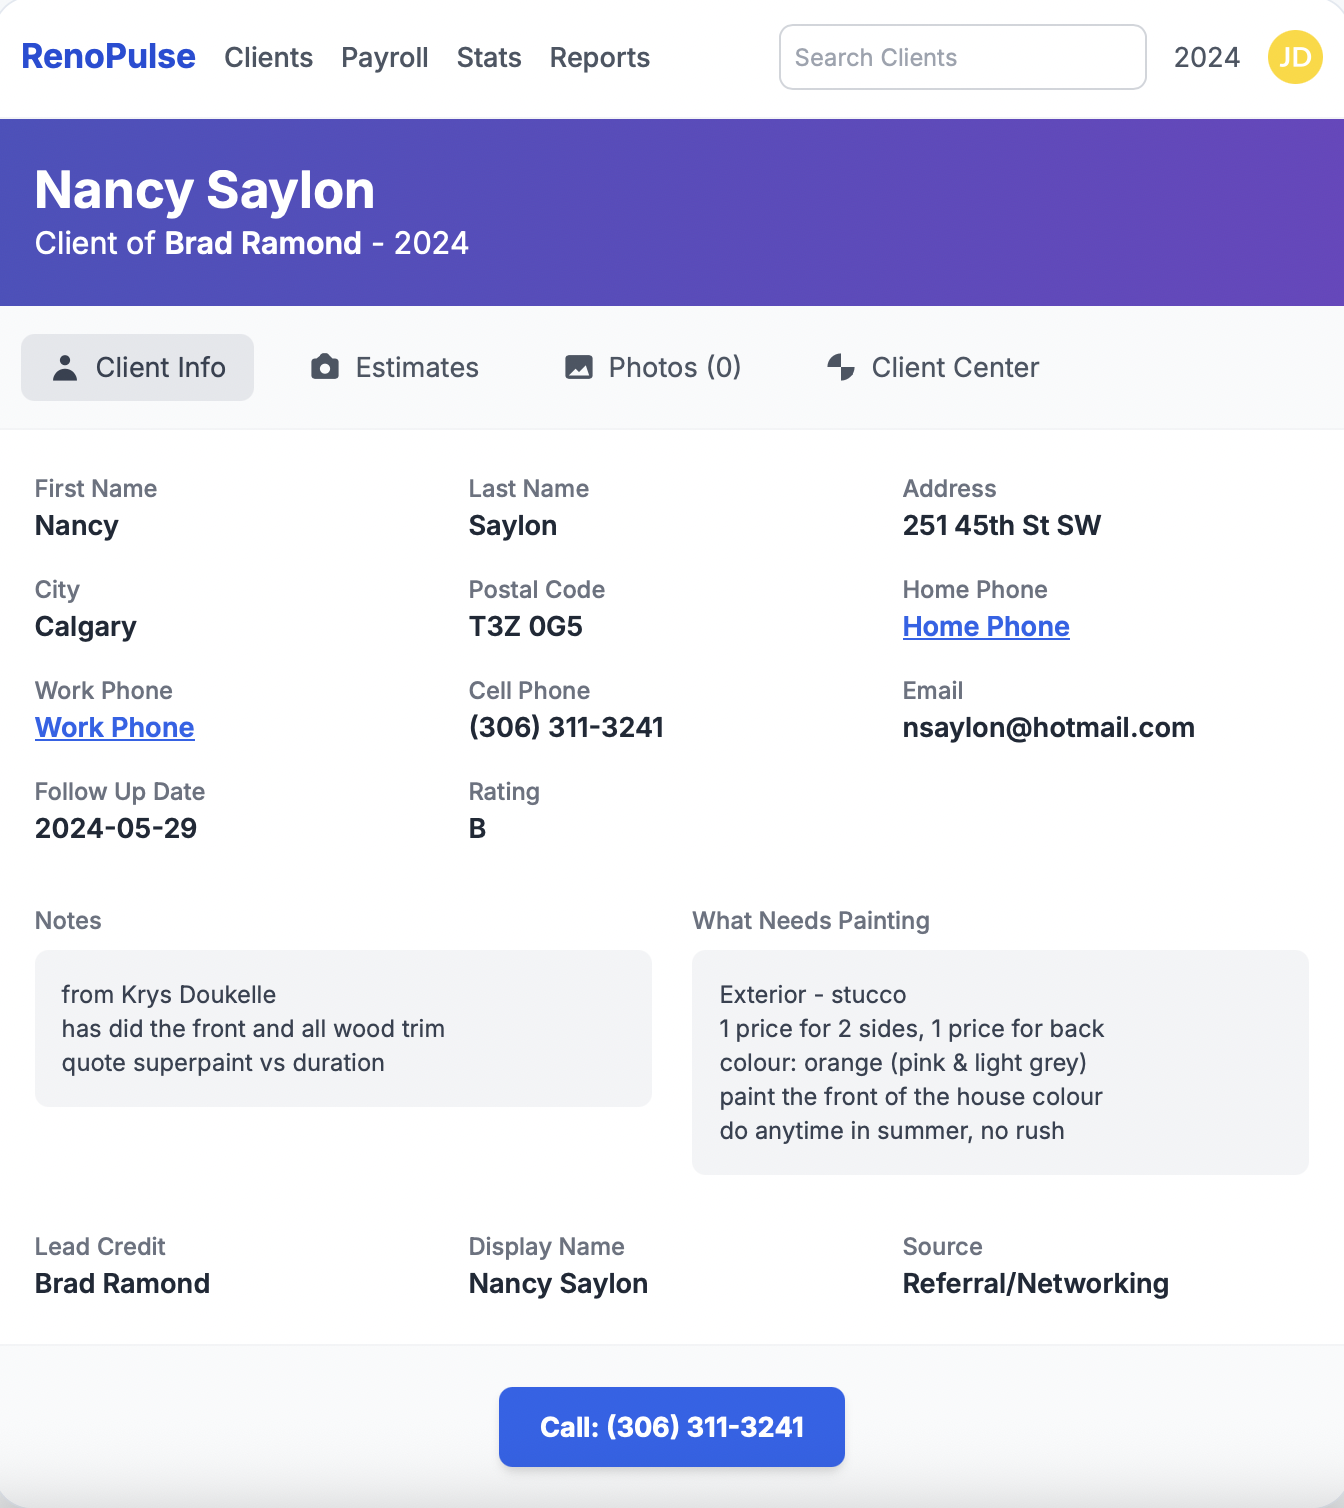 RenoPulse Clients Payroll Stats Reports Search Clients 2024 JD
Nancy Saylon
Client of Brad Ramond - 2024
Client Info Estimates Photos (0) Client Center
First Name Last Name Address
Nancy Saylon 251 45th St SW
City Postal Code Home Phone
Calgary T3Z 0G5 Home Phone
Work Phone Cell Phone Email
Work Phone (306) 311-3241 nsaylon@hotmail.com
Follow Up Date Rating
2024-05-29 B
Notes
from Krys Doukelle
has did the front and all wood trim
quote superpaint vs duration
What Needs Painting
Exterior - stucco
1 price for 2 sides, 1 price for back
colour: orange (pink & light grey)
paint the front of the house colour
do anytime in summer, no rush
Lead Credit Display Name Source
Brad Ramond Nancy Saylon Referral/Networking
Call: (306) 311-3241